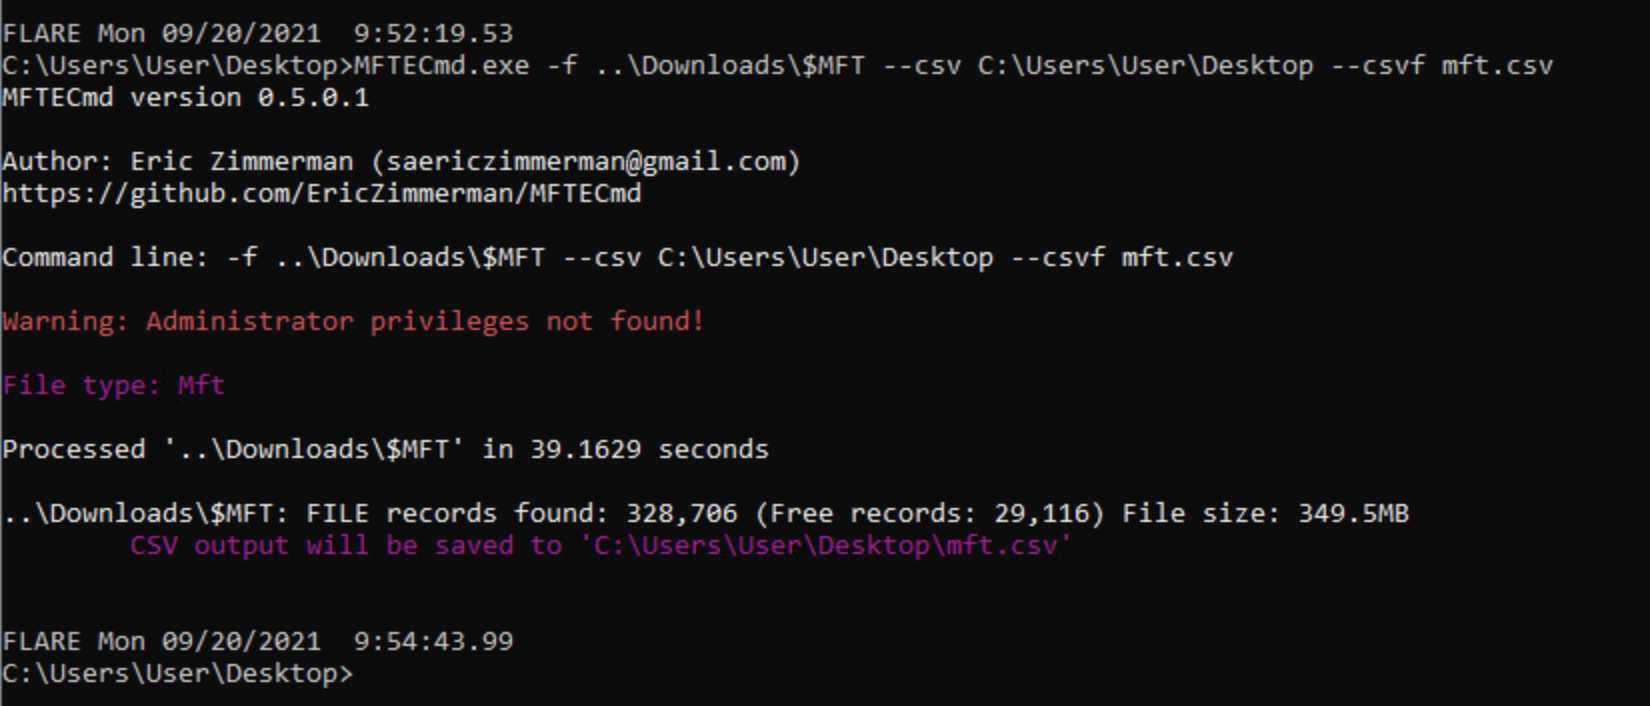 FLARE Mon 09/20/2021  9:52:19.53
C:\Users\User\Desktop>MFTECmd.exe -f ..\Downloads\$MFT --csv C:\Users\User\Desktop --csvf mft.csv
MFTECmd version 0.5.0.1
Author: Eric Zimmerman (saericzimmerman@gmail.com)
https://github.com/EricZimmerman/MFTECmd
Command line: -f ..\Downloads\$MFT --csv C:\Users\User\Desktop --csvf mft.csv
Warning: Administrator privileges not found!
File type: Mft
Processed '..\Downloads\$MFT' in 39.1629 seconds
..\Downloads\$MFT: FILE records found: 328,706 (Free records: 29,116) File size: 349.5MB
CSV output will be saved to 'C:\Users\User\Desktop\mft.csv'
FLARE Mon 09/20/2021  9:54:43.99
C:\Users\User\Desktop>